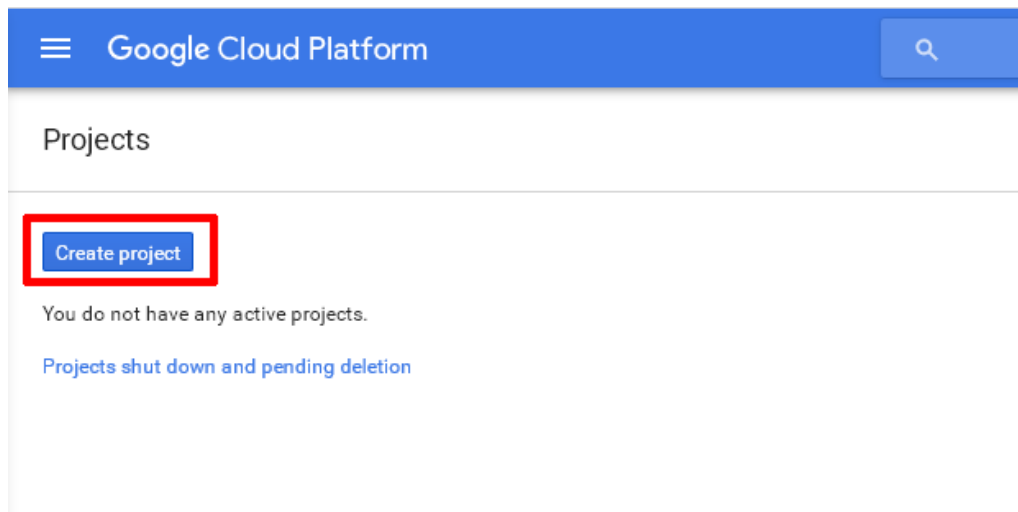 Google Cloud Platform
Projects
Create project
You do not have any active projects.
Projects shut down and pending deletion